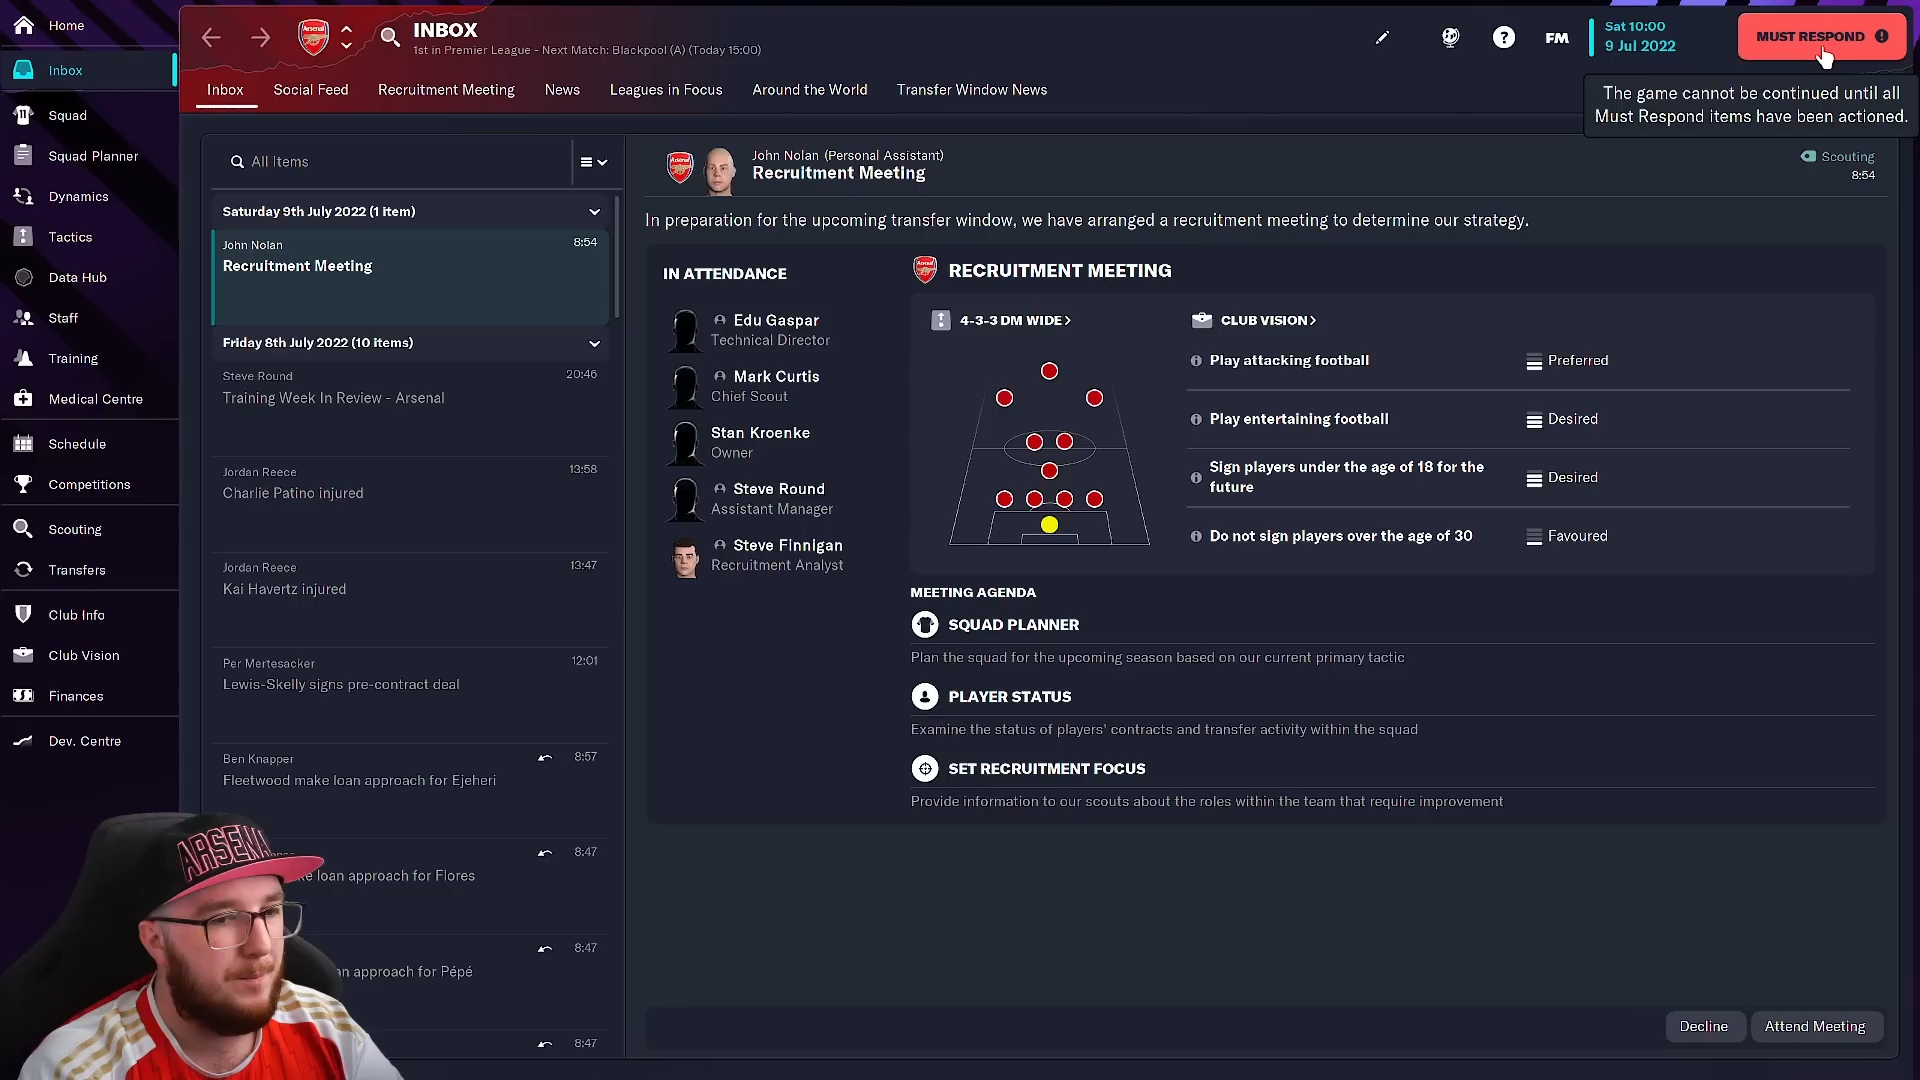 Home
Inbox
Squad
Squad Planner
Dynamics
Tactics
Data Hub
Staff
Training
Medical Centre
Schedule
Competitions
Scouting
Transfers
Club Info
Club Vision
Finances
Dev. Centre
INBOX
1st in Premier League - Next Match: Blackpool (A) (Today 15:00)
?
FM
Sat 10:00
9 Jul 2022
MUST RESPOND
The game cannot be continued until all
Must Respond items have been actioned.
Inbox
Social Feed
Recruitment Meeting
News
Leagues in Focus
Around the World
Transfer Window News
All Items
Saturday 9th July 2022 (1 item)
John Nolan 8:54
Recruitment Meeting
Friday 8th July 2022 (10 items)
Steve Round 20:46
Training Week In Review - Arsenal
Jordan Reece 13:58
Charlie Patino injured
Jordan Reece 13:47
Kai Havertz injured
Per Mertesacker 12:01
Lewis-Skelly signs pre-contract deal
Ben Knapper 8:57
Fleetwood make loan approach for Ejeheri
8:47
loan approach for Flores
8:47
approach for Pépé
8:47
John Nolan (Personal Assistant)
Recruitment Meeting
Scouting
8:54
In preparation for the upcoming transfer window, we have arranged a recruitment meeting to determine our strategy.
IN ATTENDANCE
Edu Gaspar
Technical Director
Mark Curtis
Chief Scout
Stan Kroenke
Owner
Steve Round
Assistant Manager
Steve Finnigan
Recruitment Analyst
RECRUITMENT MEETING
4-3-3 DM WIDE>
CLUB VISION>
Play attacking football Preferred
Play entertaining football Desired
Sign players under the age of 18 for the
future Desired
Do not sign players over the age of 30 Favoured
MEETING AGENDA
SQUAD PLANNER
Plan the squad for the upcoming season based on our current primary tactic
PLAYER STATUS
Examine the status of players' contracts and transfer activity within the squad
SET RECRUITMENT FOCUS
Provide information to our scouts about the roles within the team that require improvement
Decline
Attend Meeting
ARSENA